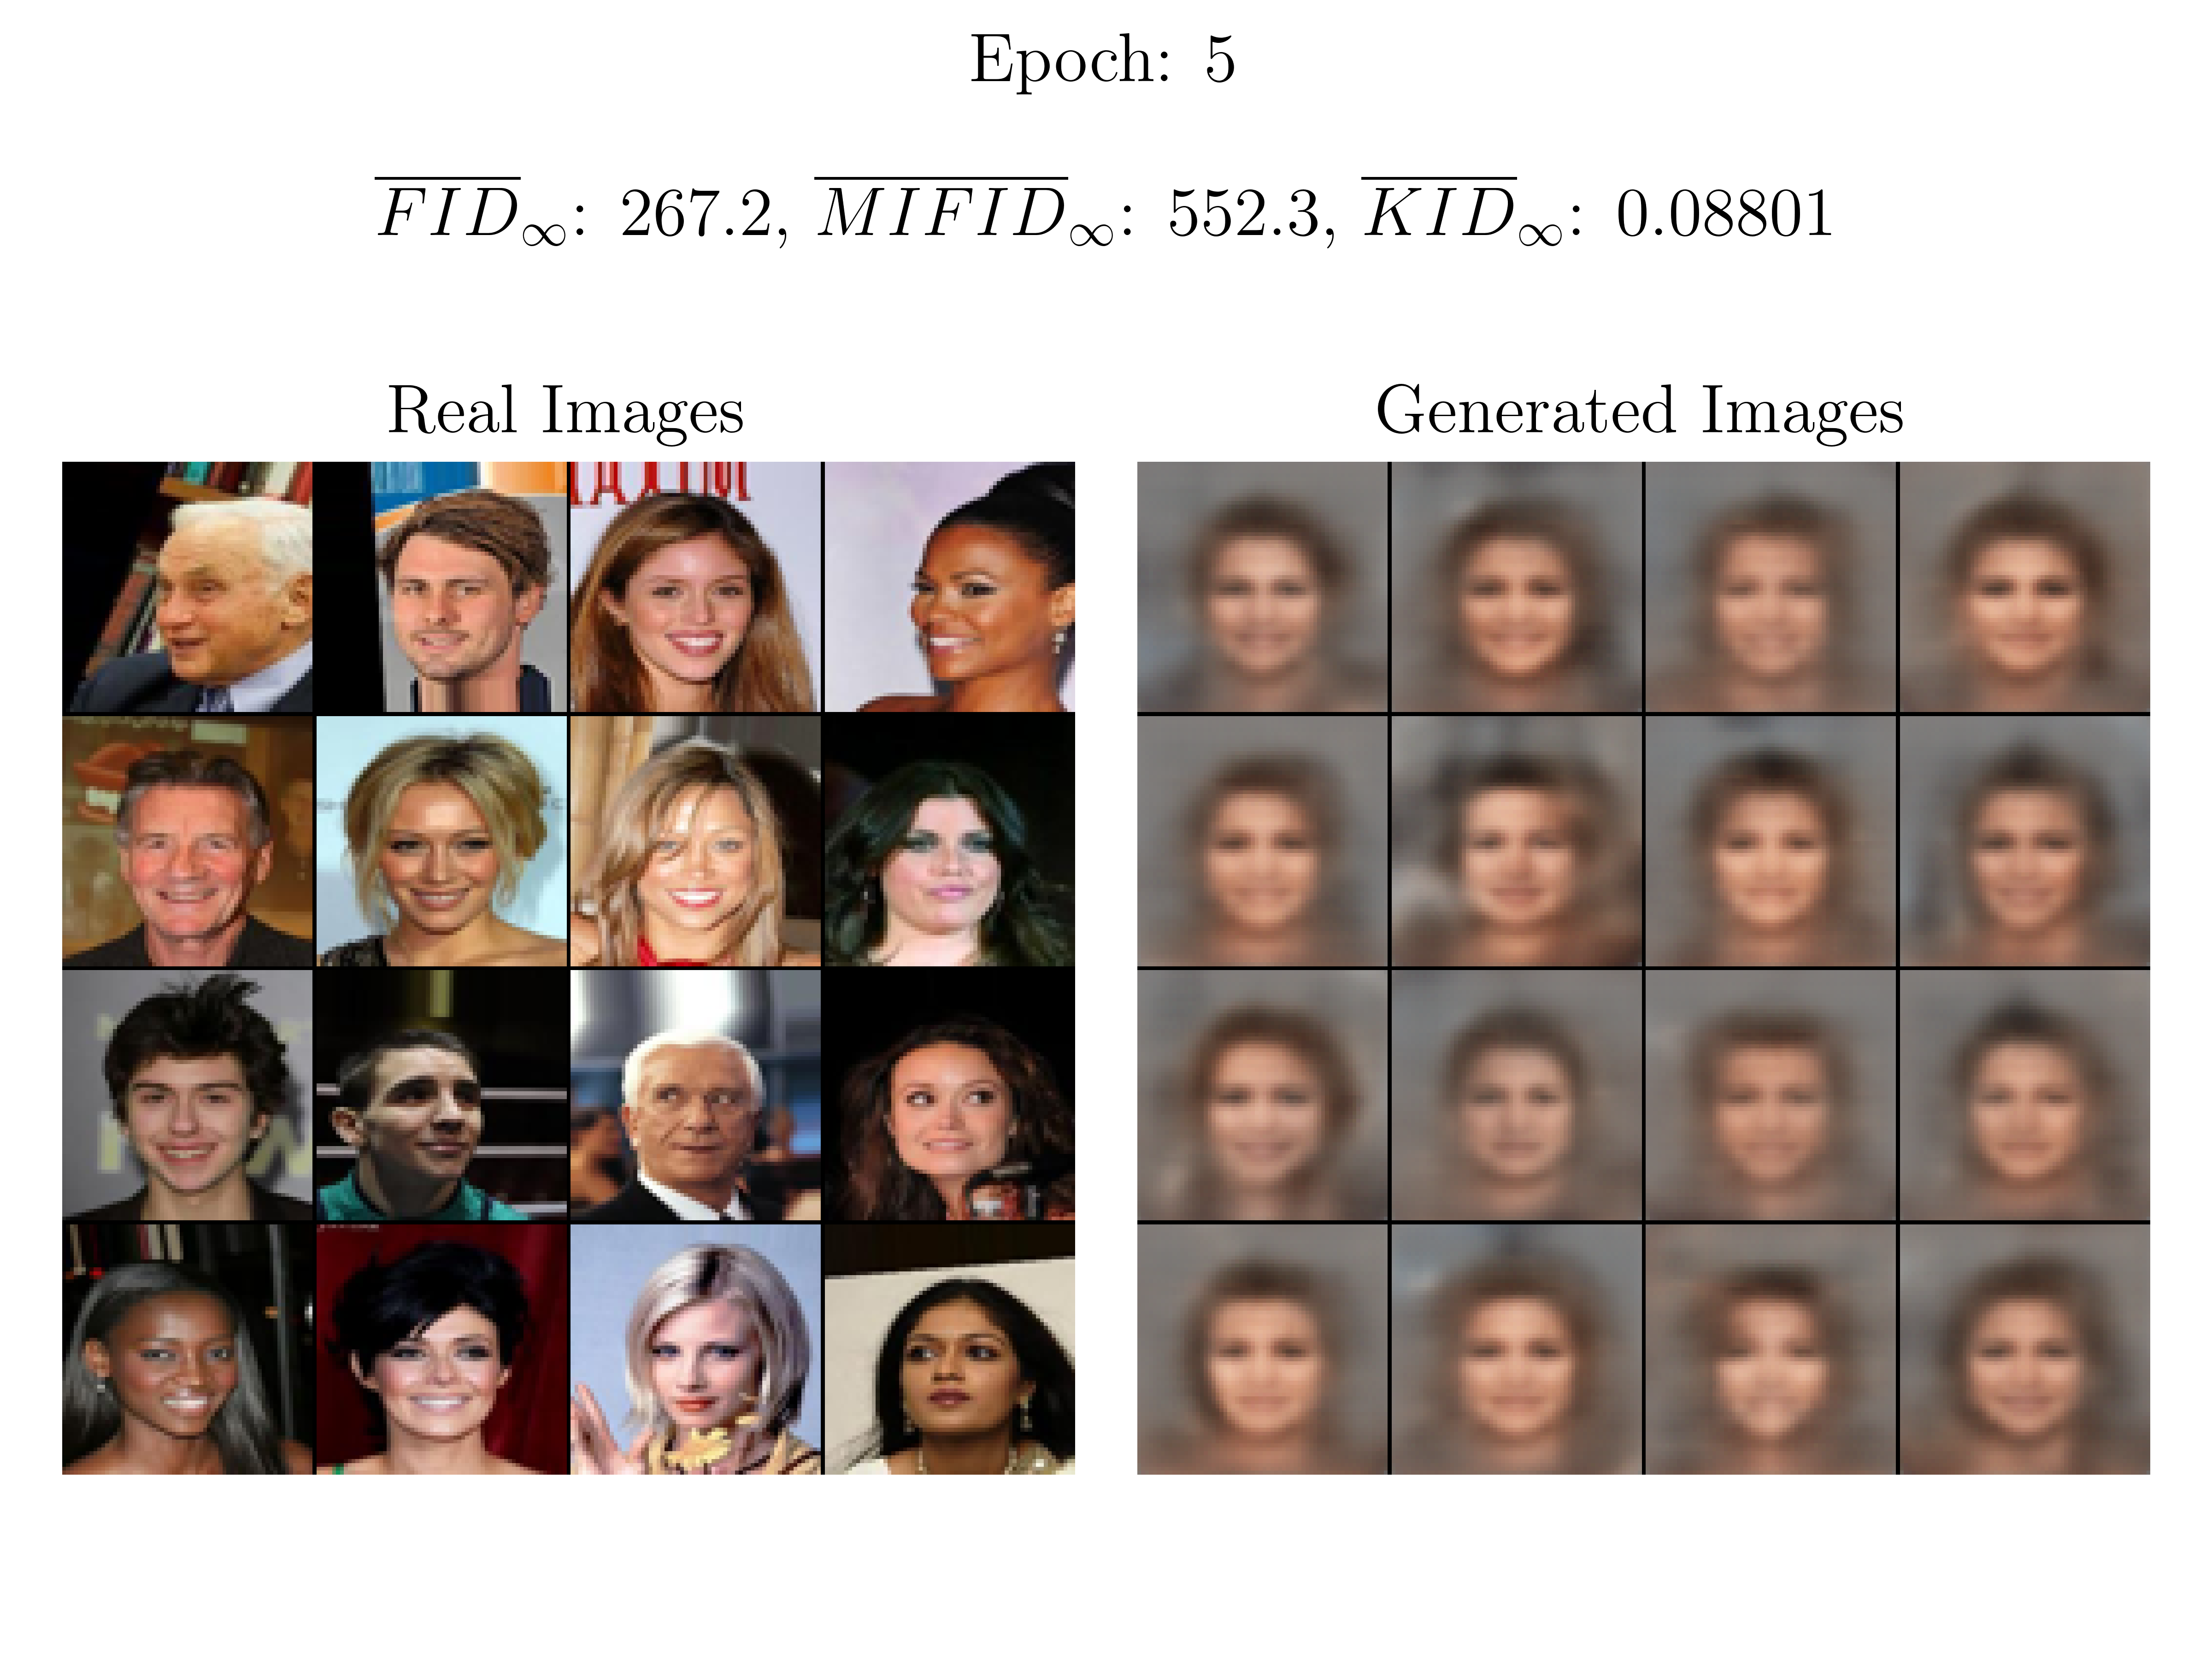 Epoch: 5
FID∞: 267.2, MIFID∞: 552.3, KID∞: 0.08801
Real Images
Generated Images